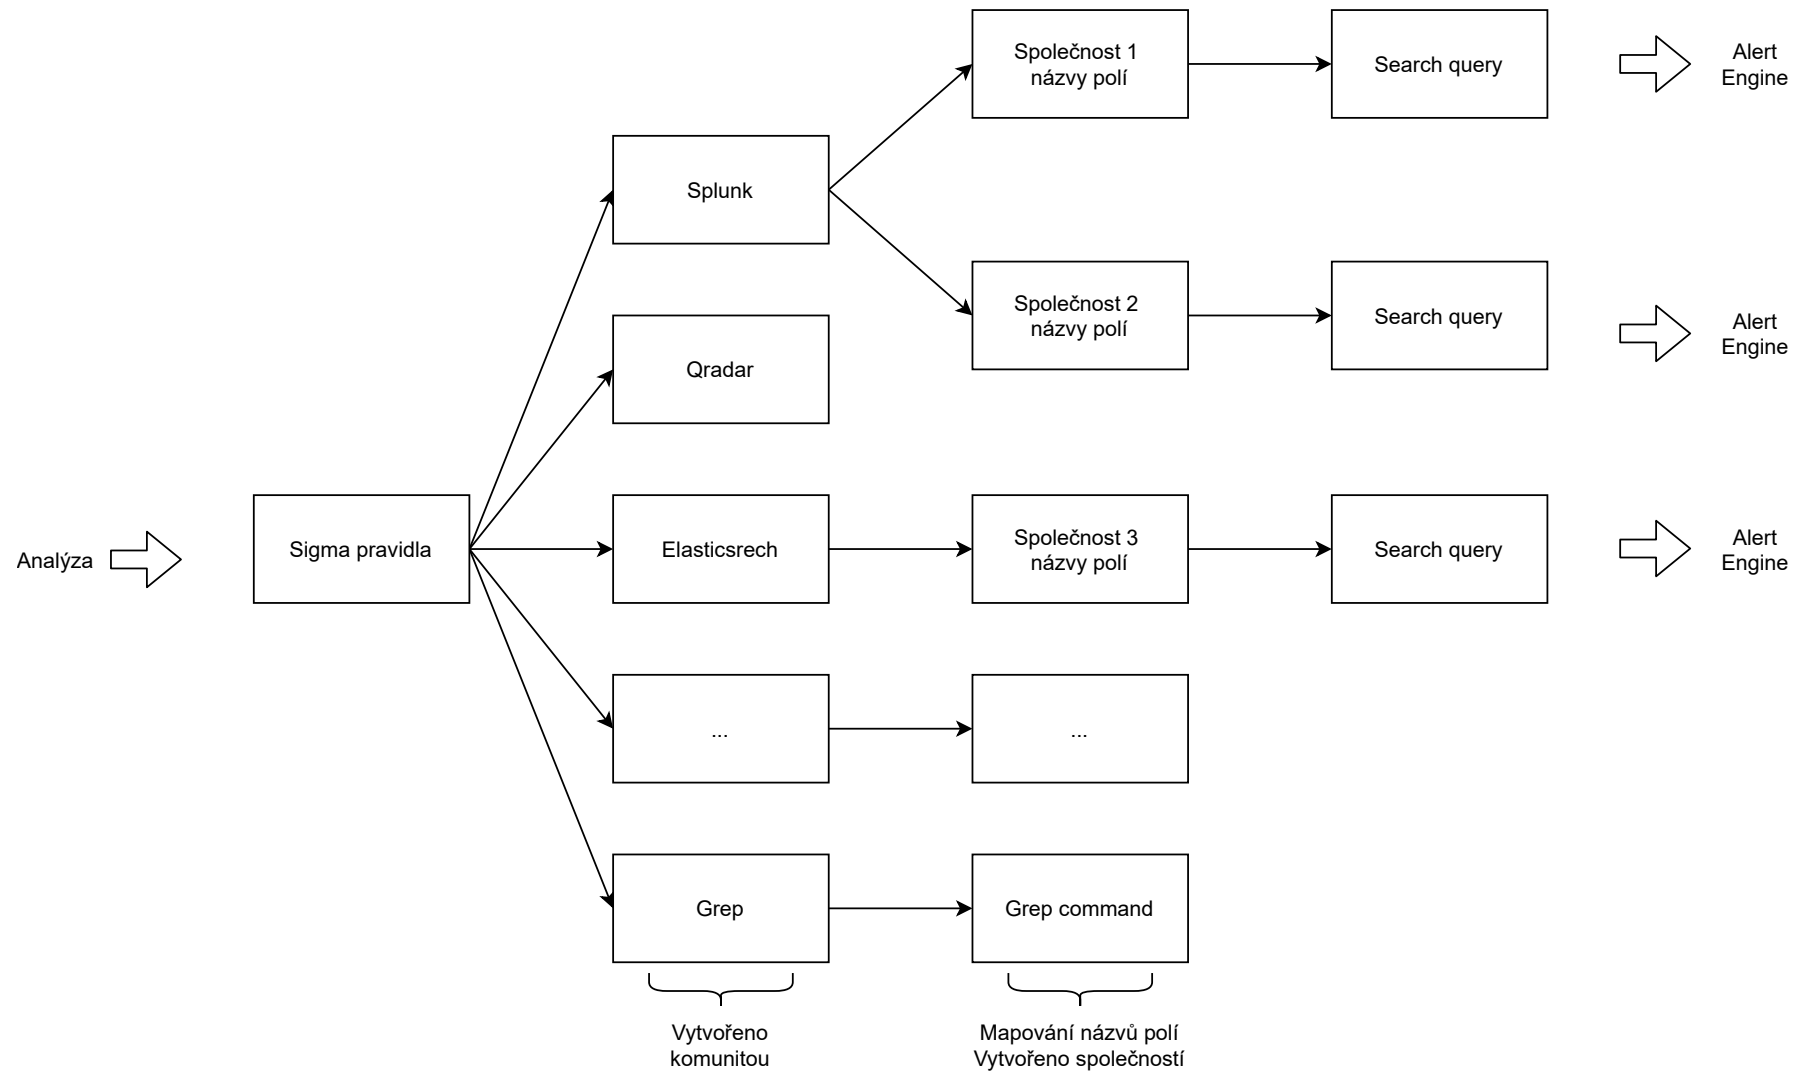 Analýza
Sigma pravidla
Splunk
Qradar
Elasticsrech
...
Grep
Vytvořeno
komunitou
Společnost 1
názvy polí
Společnost 2
názvy polí
Společnost 3
názvy polí
...
Grep command
Mapování názvů polí
Vytvořeno společností
Search query
Search query
Search query
Alert
Engine
Alert
Engine
Alert
Engine